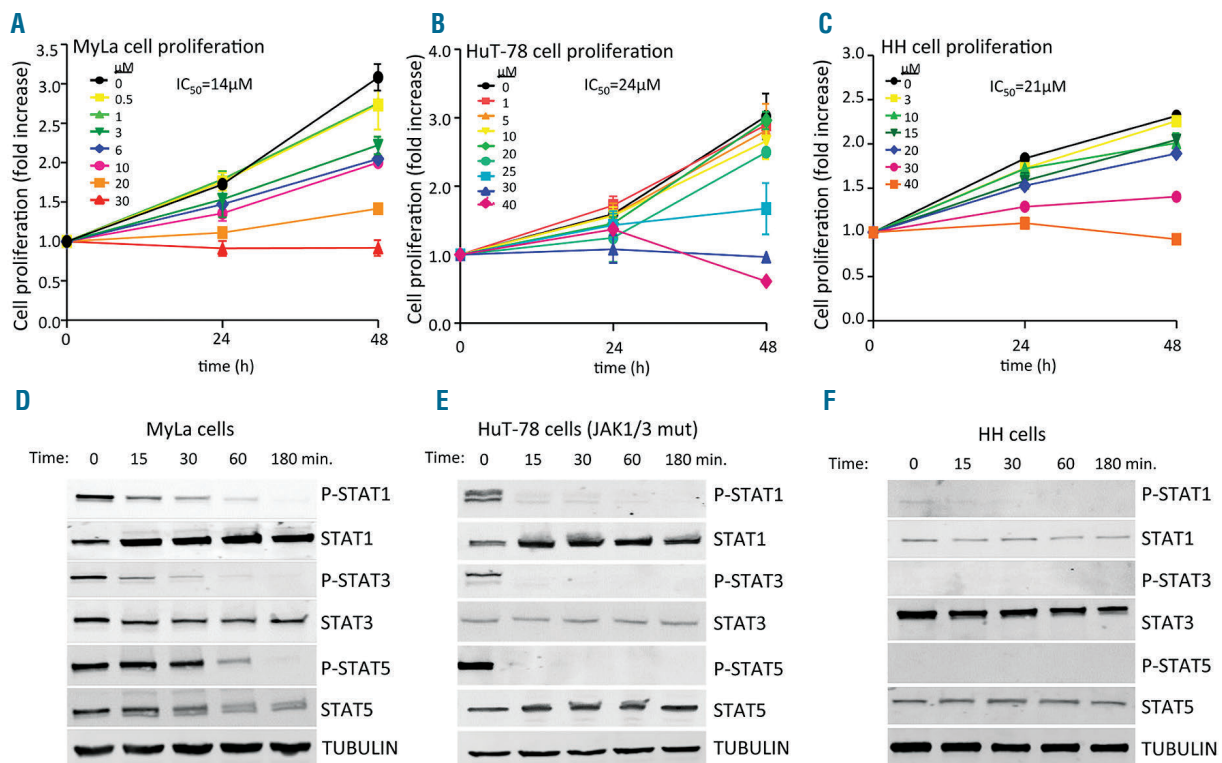 A
MyLa cell proliferation
Cell proliferation (fold increase)
3.5
3.0
2.5
2.0
1.5
1.0
0.5
0.0
µM
0
0.5
1
3
6
10
20
30
IC50=14µM
0
24
48
time (h)
B
HuT-78 cell proliferation
Cell proliferation (fold increase)
4.0
3.0
2.0
1.0
0.0
µM
0
1
5
10
20
25
30
40
IC50=24µM
0
24
48
time (h)
C
HH cell proliferation
Cell proliferation (fold increase)
3.0
2.5
2.0
1.5
1.0
0.5
0.0
µM
0
3
10
15
20
30
40
IC50=21µM
0
24
48
time (h)
D
MyLa cells
Time: 0 15 30 60 180 min.
P-STAT1
STAT1
P-STAT3
STAT3
P-STAT5
STAT5
TUBULIN
E
HuT-78 cells (JAK1/3 mut)
Time: 0 15 30 60 180 min.
P-STAT1
STAT1
P-STAT3
STAT3
P-STAT5
STAT5
TUBULIN
F
HH cells
Time: 0 15 30 60 180 min.
P-STAT1
STAT1
P-STAT3
STAT3
P-STAT5
STAT5
TUBULIN